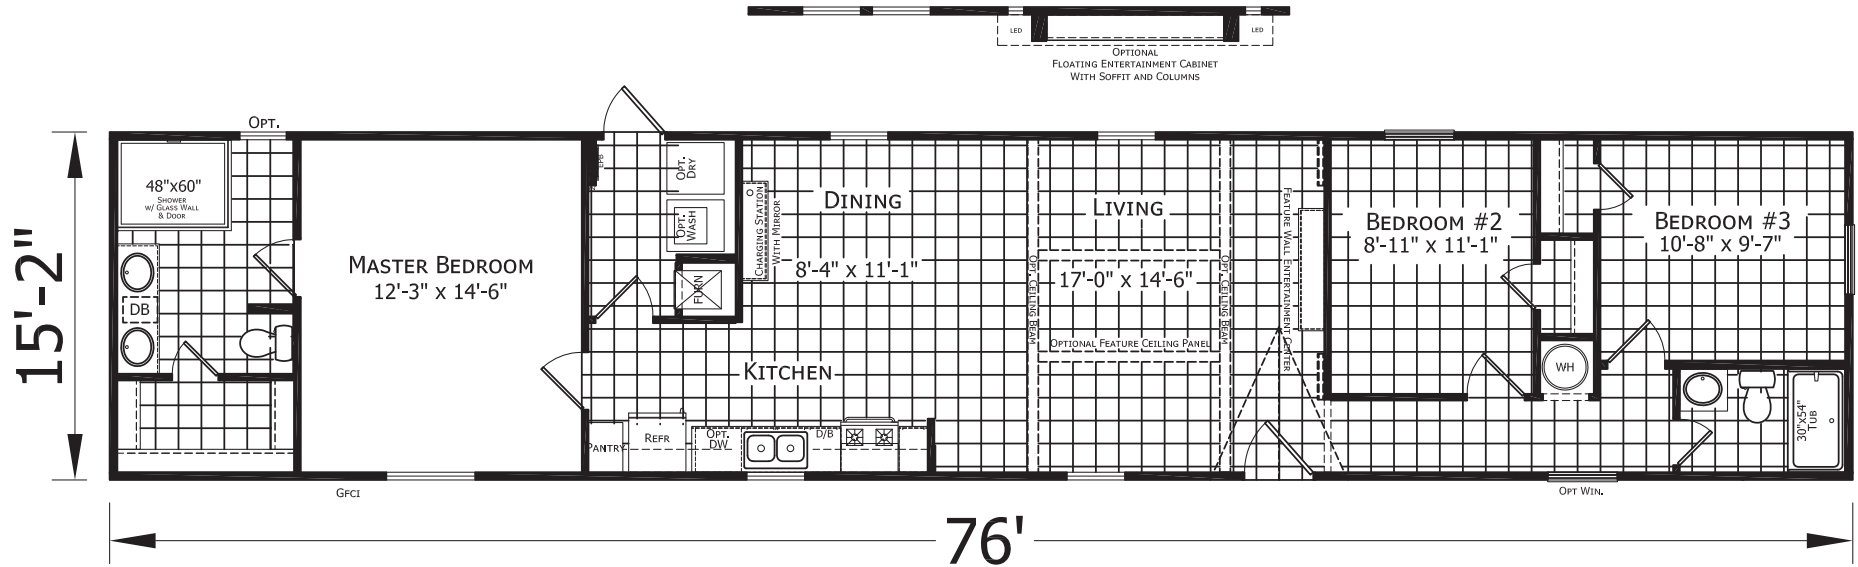 LED
LED
OPTIONAL
FLOATING ENTERTAINMENT CABINET
WITH SOFFIT AND COLUMNS
OPT.
15'-2"
48"x60"
SHOWER
W/ GLASS WALL
& DOOR
DB
MASTER BEDROOM
12'-3" x 14'-6"
GFCI
EPB
OPT.
DRY
OPT.
WASH
FURN
CHARGING STATION
WITH MIRROR
DINING
8'-4" x 11'-1"
KITCHEN
PANTRY
REFR
OPT.
DW
D/B
OPT. CEILING BEAM
LIVING
17'-0" x 14'-6"
OPTIONAL FEATURE CEILING PANEL
OPT. CEILING BEAM
FEATURE WALL ENTERTAINMENT CENTER
BEDROOM #2
8'-11" x 11'-1"
WH
BEDROOM #3
10'-8" x 9'-7"
30"x54"
TUB
OPT WIN.
76'